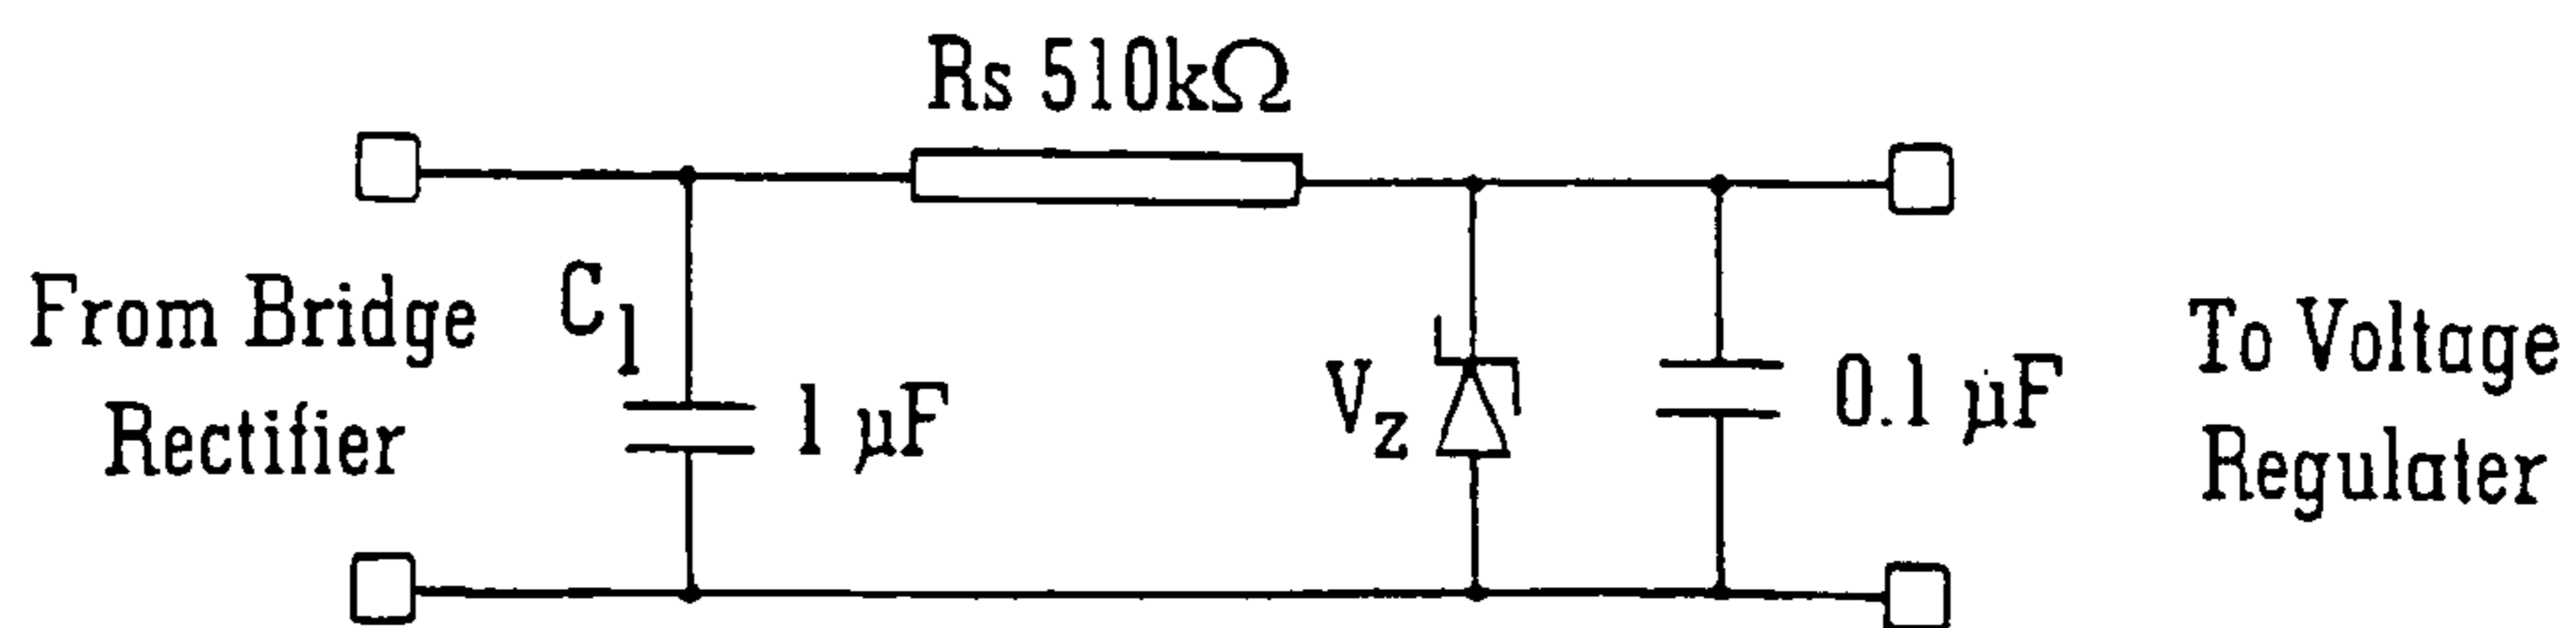 Rs 510kΩ
From Bridge
Rectifier
C1
1 µF
Vz
0.1 µF
To Voltage
Regulater